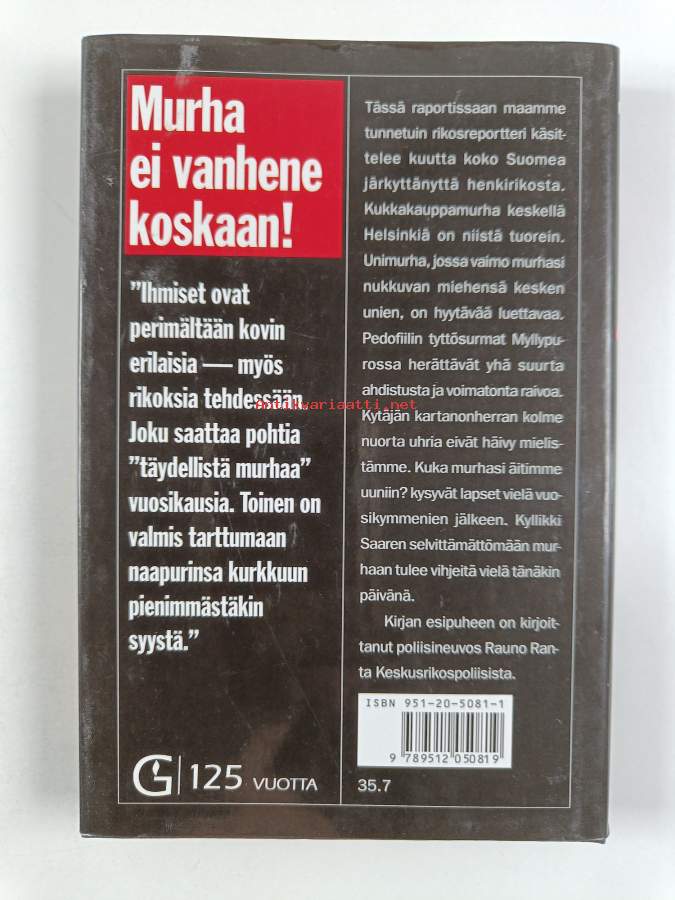 Murha
ei vanhene
koskaan!
"Ihmiset ovat
perimältään kovin
erilaisia — myös
rikoksia tehdessään.
Joku saattaa pohtia
"täydellistä murhaa"
vuosikausia. Toinen on
valmis tarttumaan
naapurinsa kurkkuun
pienimmästäkin
syystä."
G 125 VUOTTA
Tässä raportissaan maamme
tunnetuin rikosreportteri käsit-
telee kuutta koko Suomea
järkyttänyttä henkirikosta.
Kukkakauppamurha keskellä
Helsinkiä on niistä tuorein.
Unimurha, jossa vaimo murhasi
nukkuvan miehensä kesken
unien, on hyytävää luettavaa.
Pedofiilin tyttösurmat Myllypu-
rossa herättävät yhä suurta
ahdistusta ja voimatonta raivoa.
Kytäjän kartanonherran kolme
nuorta uhria eivät häivy mielis-
tämme. Kuka murhasi äitimme
uuniin? kysyvät lapset vielä vuo-
sikymmenien jälkeen. Kyllikki
Saaren selvittämättömään mur-
haan tulee vihjeitä vielä tänäkin
päivänä.
Kirjan esipuheen on kirjoit-
tanut poliisineuvos Rauno Ran-
ta Keskusrikospoliisista.
ISBN 951-20-5081-1
9 789512 050819
35.7
Antikvariaatti.net